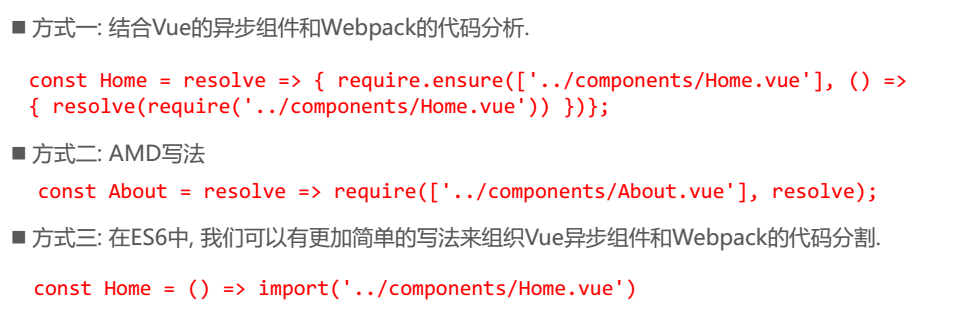 ■ 方式一: 结合Vue的异步组件和Webpack的代码分析.
const Home = resolve => { require.ensure(['../components/Home.vue'], () =>
{ resolve(require('../components/Home.vue')) })};
■ 方式二: AMD写法
const About = resolve => require(['../components/About.vue'], resolve);
■ 方式三: 在ES6中, 我们可以有更加简单的写法来组织Vue异步组件和Webpack的代码分割.
const Home = () => import('../components/Home.vue')